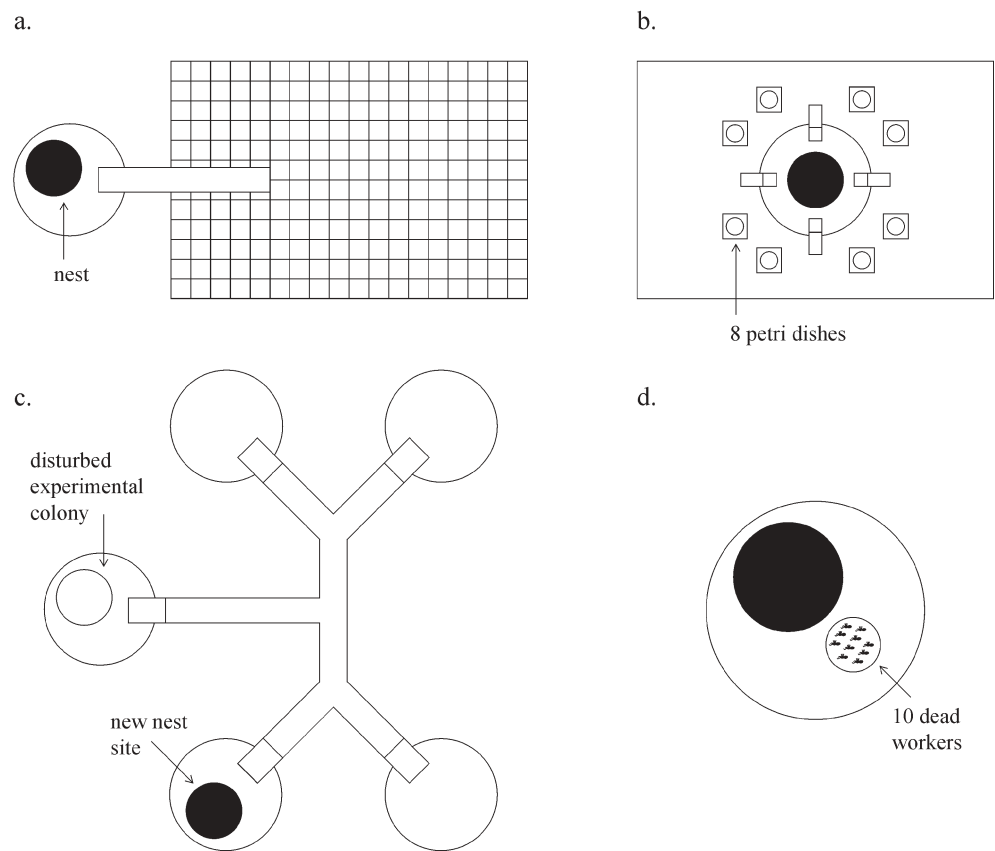 a.
b.
nest
8 petri dishes
c.
d.
disturbed
experimental
colony
new nest
site
10 dead
workers